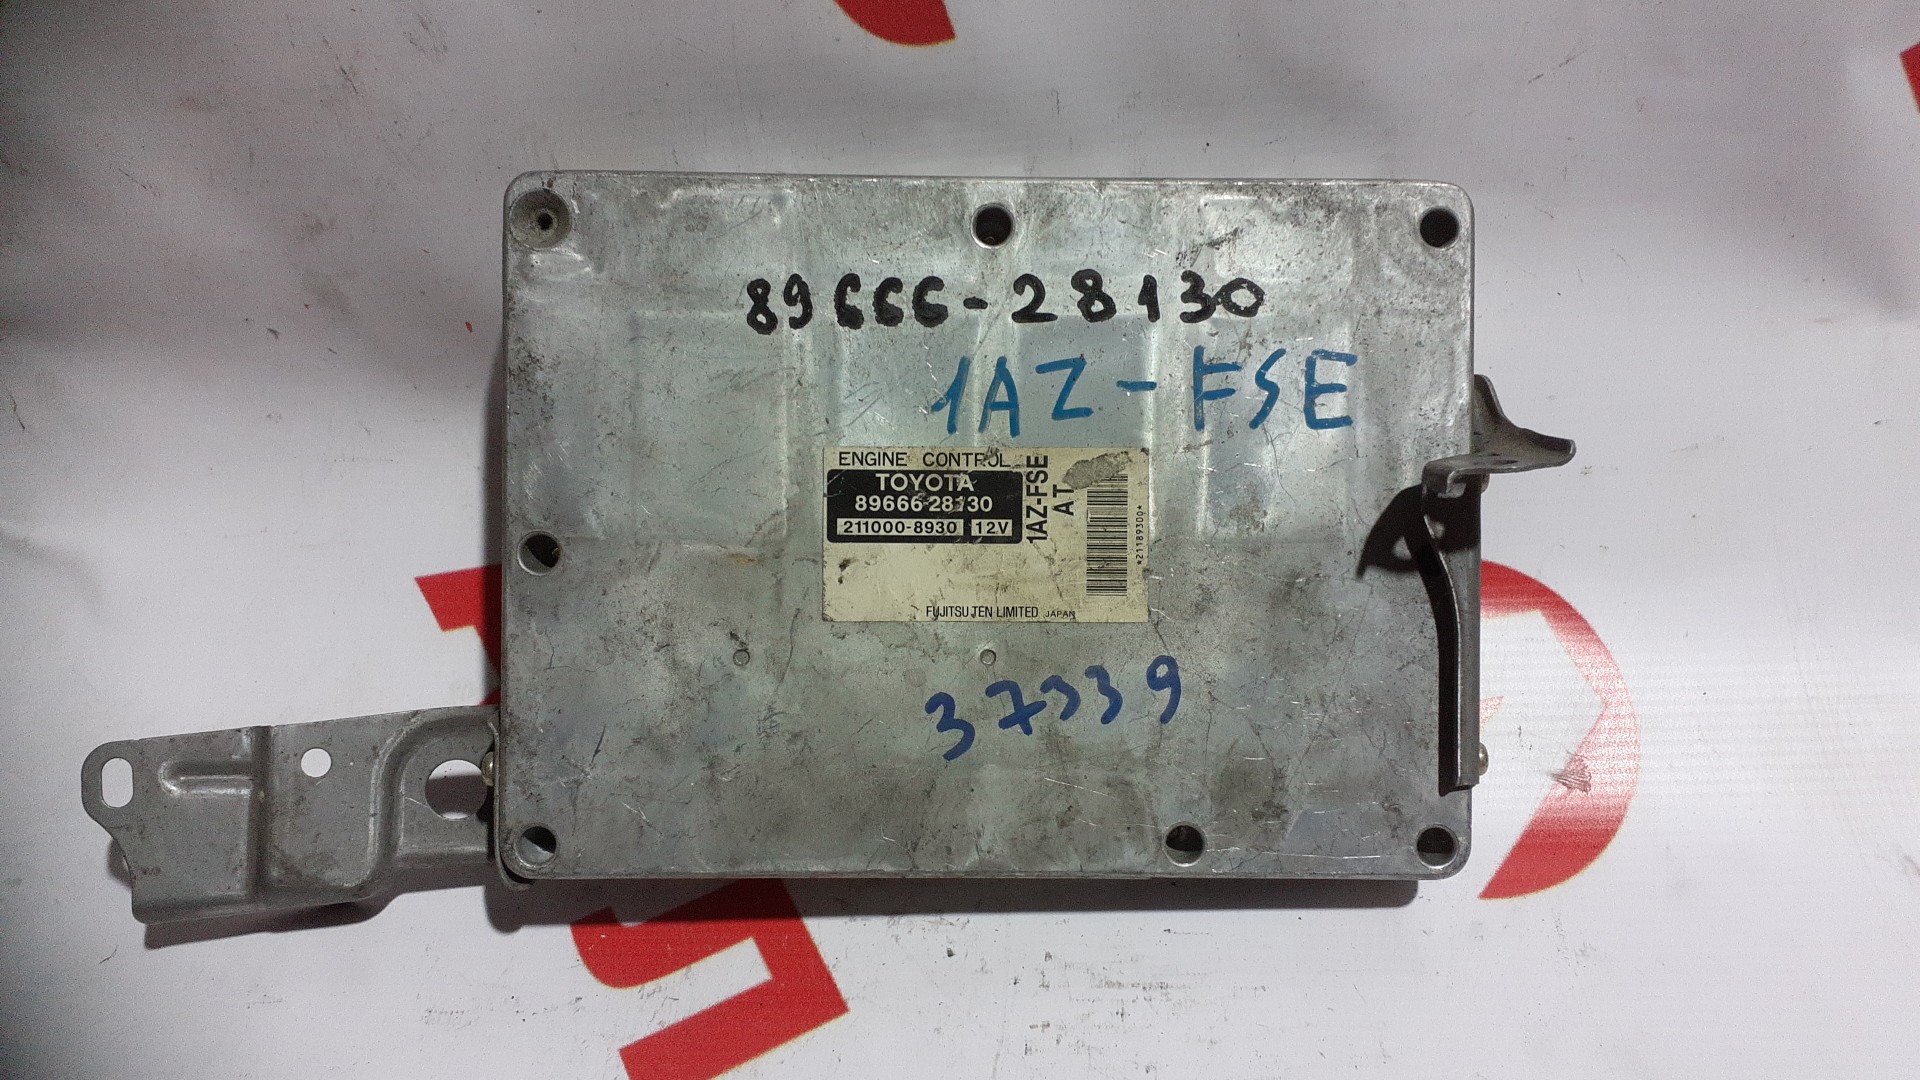 89666-28130
1AZ-FSE
ENGINE CONTROL
TOYOTA
89666-28130
211000-8930 12V
1AZ-FSE
AT
*21189300*
FUJITSU TEN LIMITED JAPAN
37339